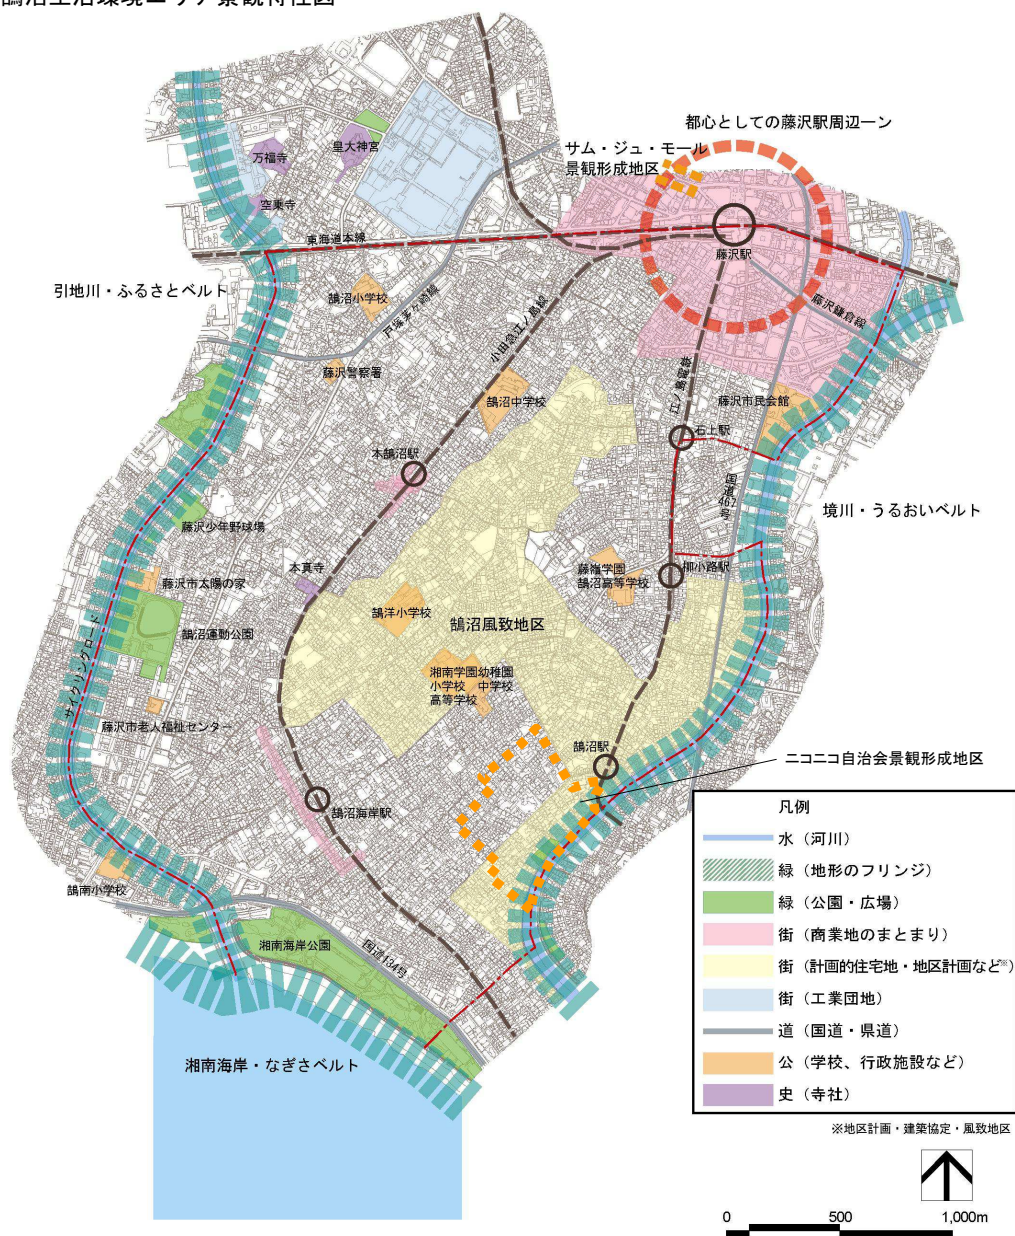 鵠沼生活環境エリア景観特性図
都心としての藤沢駅周辺ーン
サム・ジュ・モール
景観形成地区
皇大神宮
万福寺
空乗寺
東海道本線
藤沢駅
引地川・ふるさとベルト
鵠沼小学校
戸塚茅ヶ崎線
小田急江ノ島線
藤沢鎌倉線
江ノ島電鉄
藤沢警察署
鵠沼中学校
藤沢市民会館
石上駅
本鵠沼駅
国道467号
境川・うるおいベルト
藤沢少年野球場
本真寺
藤嶺学園
鵠沼高等学校
柳小路駅
藤沢市太陽の家
鵠洋小学校
鵠沼風致地区
鵠沼運動公園
サイクリングロード
湘南学園幼稚園
小学校 中学校
高等学校
藤沢市老人福祉センター
鵠沼駅
ニコニコ自治会景観形成地区
鵠沼海岸駅
鵠南小学校
湘南海岸公園
国道134号
湘南海岸・なぎさベルト
凡例
水（河川）
緑（地形のフリンジ）
緑（公園・広場）
街（商業地のまとまり）
街（計画的住宅地・地区計画など※）
街（工業団地）
道（国道・県道）
公（学校、行政施設など）
史（寺社）
※地区計画・建築協定・風致地区
0 500 1,000m